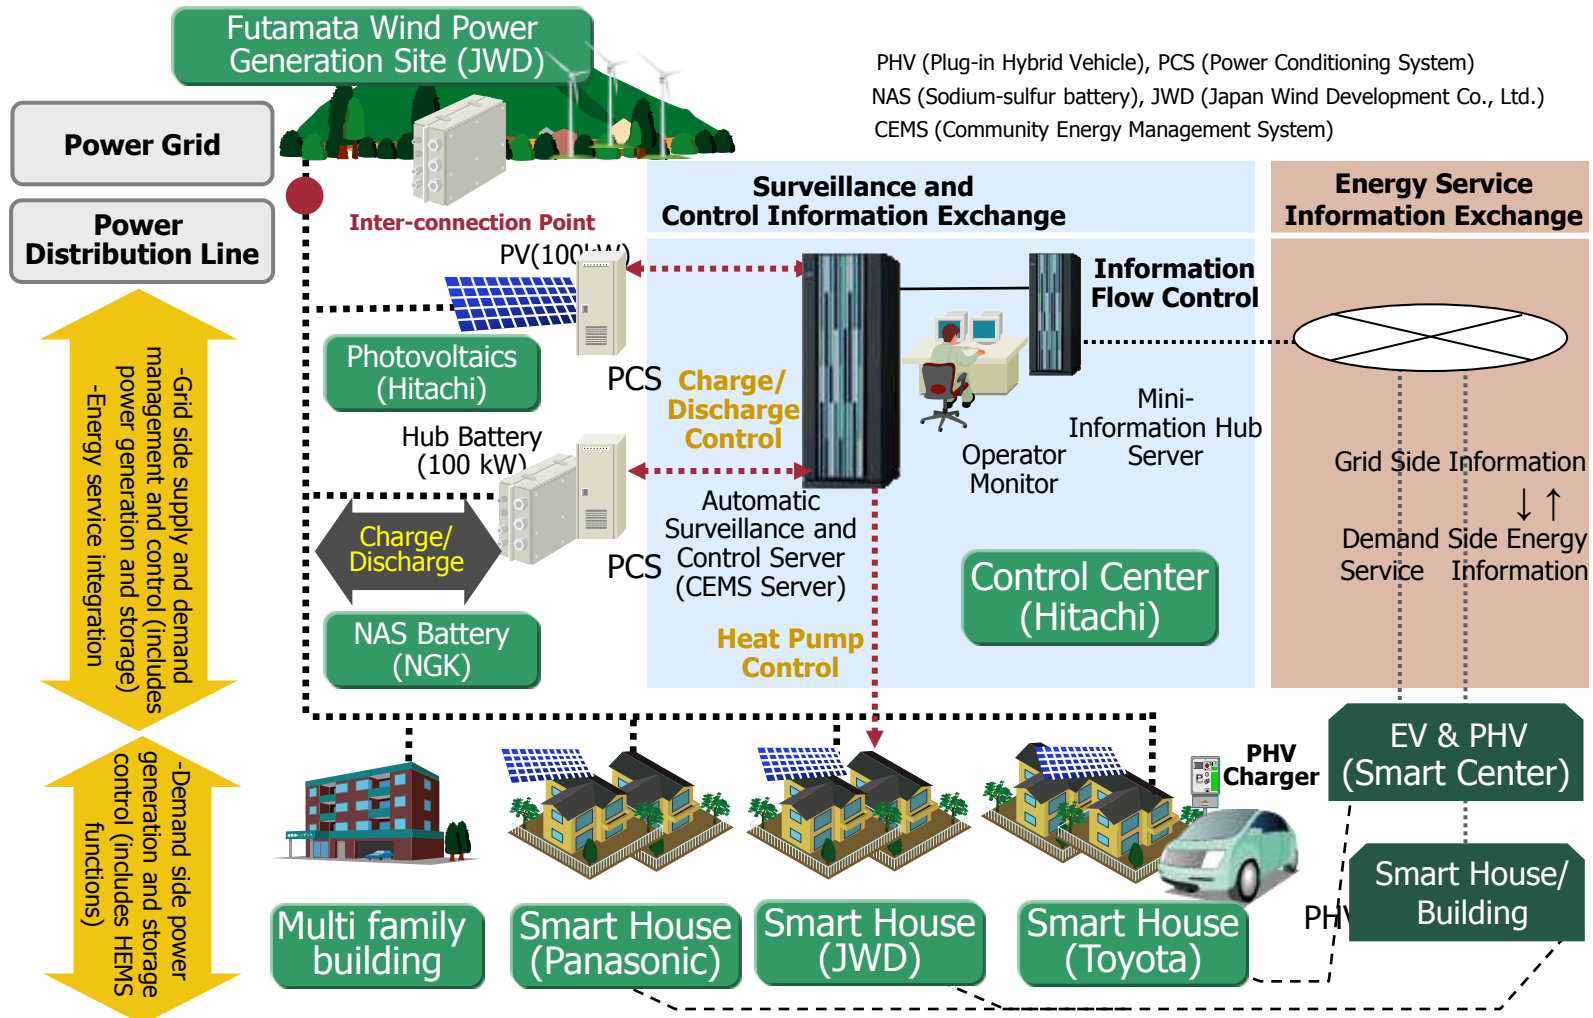 Futamata Wind Power
Generation Site (JWD)
PHV (Plug-in Hybrid Vehicle), PCS (Power Conditioning System)
NAS (Sodium-sulfur battery), JWD (Japan Wind Development Co., Ltd.)
CEMS (Community Energy Management System)
Power Grid
Power
Distribution Line
Inter-connection Point
Surveillance and
Control Information Exchange
Energy Service
Information Exchange
PV(100kW)
PCS
Photovoltaics
(Hitachi)
Charge/
Discharge
Control
Information
Flow Control
Mini-
Information Hub
Server
Operator
Monitor
Hub Battery
(100 kW)
PCS
Charge/
Discharge
NAS Battery
(NGK)
Automatic
Surveillance and
Control Server
(CEMS Server)
Control Center
(Hitachi)
Heat Pump
Control
Grid Side Information
↓ ↑
Demand Side Energy
Service Information
-Grid side supply and demand
management and control (includes
power generation and storage)
-Energy service integration
-Demand side power
generation and storage
control (includes HEMS
functions)
PHV
Charger
EV & PHV
(Smart Center)
Smart House/
Building
PHV
Multi family
building
Smart House
(Panasonic)
Smart House
(JWD)
Smart House
(Toyota)